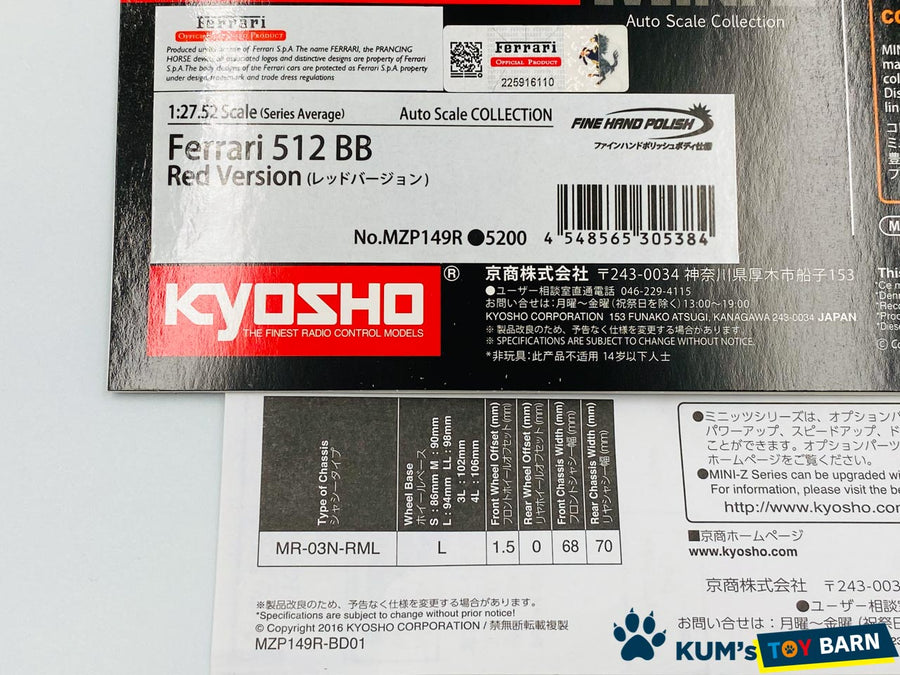 Auto Scale Collection
Ferrari
OFFICIAL LICENSED PRODUCT
Produced under license of Ferrari S.p.A. The name FERRARI, the PRANCING
HORSE device, all associated logos and distinctive designs are property of Ferrari
S.p.A. The body designs of the Ferrari cars are protected as Ferrari S.p.A. property
under design, trademark and trade dress regulations
Ferrari
OFFICIAL PRODUCT
225916110
1:27.52 Scale (Series Average) Auto Scale COLLECTiON
FINE HAND POLISH
ファインハンドポリッシュボディ仕様
Ferrari 512 BB
Red Version (レッドバージョン)
No.MZP149R ●5200
4 548565 305384
KYOSHO ®
THE FINEST RADIO CONTROL MODELS
京商株式会社 〒243-0034 神奈川県厚木市船子153
●ユーザー相談室直通電話 046-229-4115
お問い合せは:月曜〜金曜(祝祭日を除く)13:00〜19:00
KYOSHO CORPORATION 153 FUNAKO ATSUGI, KANAGAWA 243-0034 JAPAN
※ 製品改良のため、予告なく仕様を変更する場合があります。
※ SPECIFICATIONS ARE SUBJECT TO CHANGE WITHOUT NOTICE.
*非玩具:此产品不适用 14岁以下人士
Type of Chassis
シャシータイプ
Wheel Base
ホイールベース
S : 86mm M : 90mm
L : 94mm LL : 98mm
3L : 102mm
4L : 106mm
Front Wheel Offset (mm)
フロントホイールオフセット(mm)
Rear Wheel Offset (mm)
リヤホイールオフセット(mm)
Front Chassis Width (mm)
フロントシャシー幅(mm)
Rear Chassis Width (mm)
リヤシャシー幅(mm)
MR-03N-RML L 1.5 0 68 70
●ミニッツシリーズは、オプション
パワーアップ、スピードアップ、ド
ことができます。オプションパーツ
ホームページをご覧ください。
●MINI-Z Series can be upgraded wi
For information, please visit the be
http://www.kyosho.com
■京商ホームページ
www.kyosho.com
京商株式会社 〒243-003
●ユーザー相談
お問い合せは:月曜〜金曜(祝祭日
※製品改良のため、予告なく仕様を変更する場合があります。
*Specifications are subject to change without prior notice!
© Copyright 2016 KYOSHO CORPORATION / 禁無断転載複製
MZP149R-BD01
KUM's TOY BARN